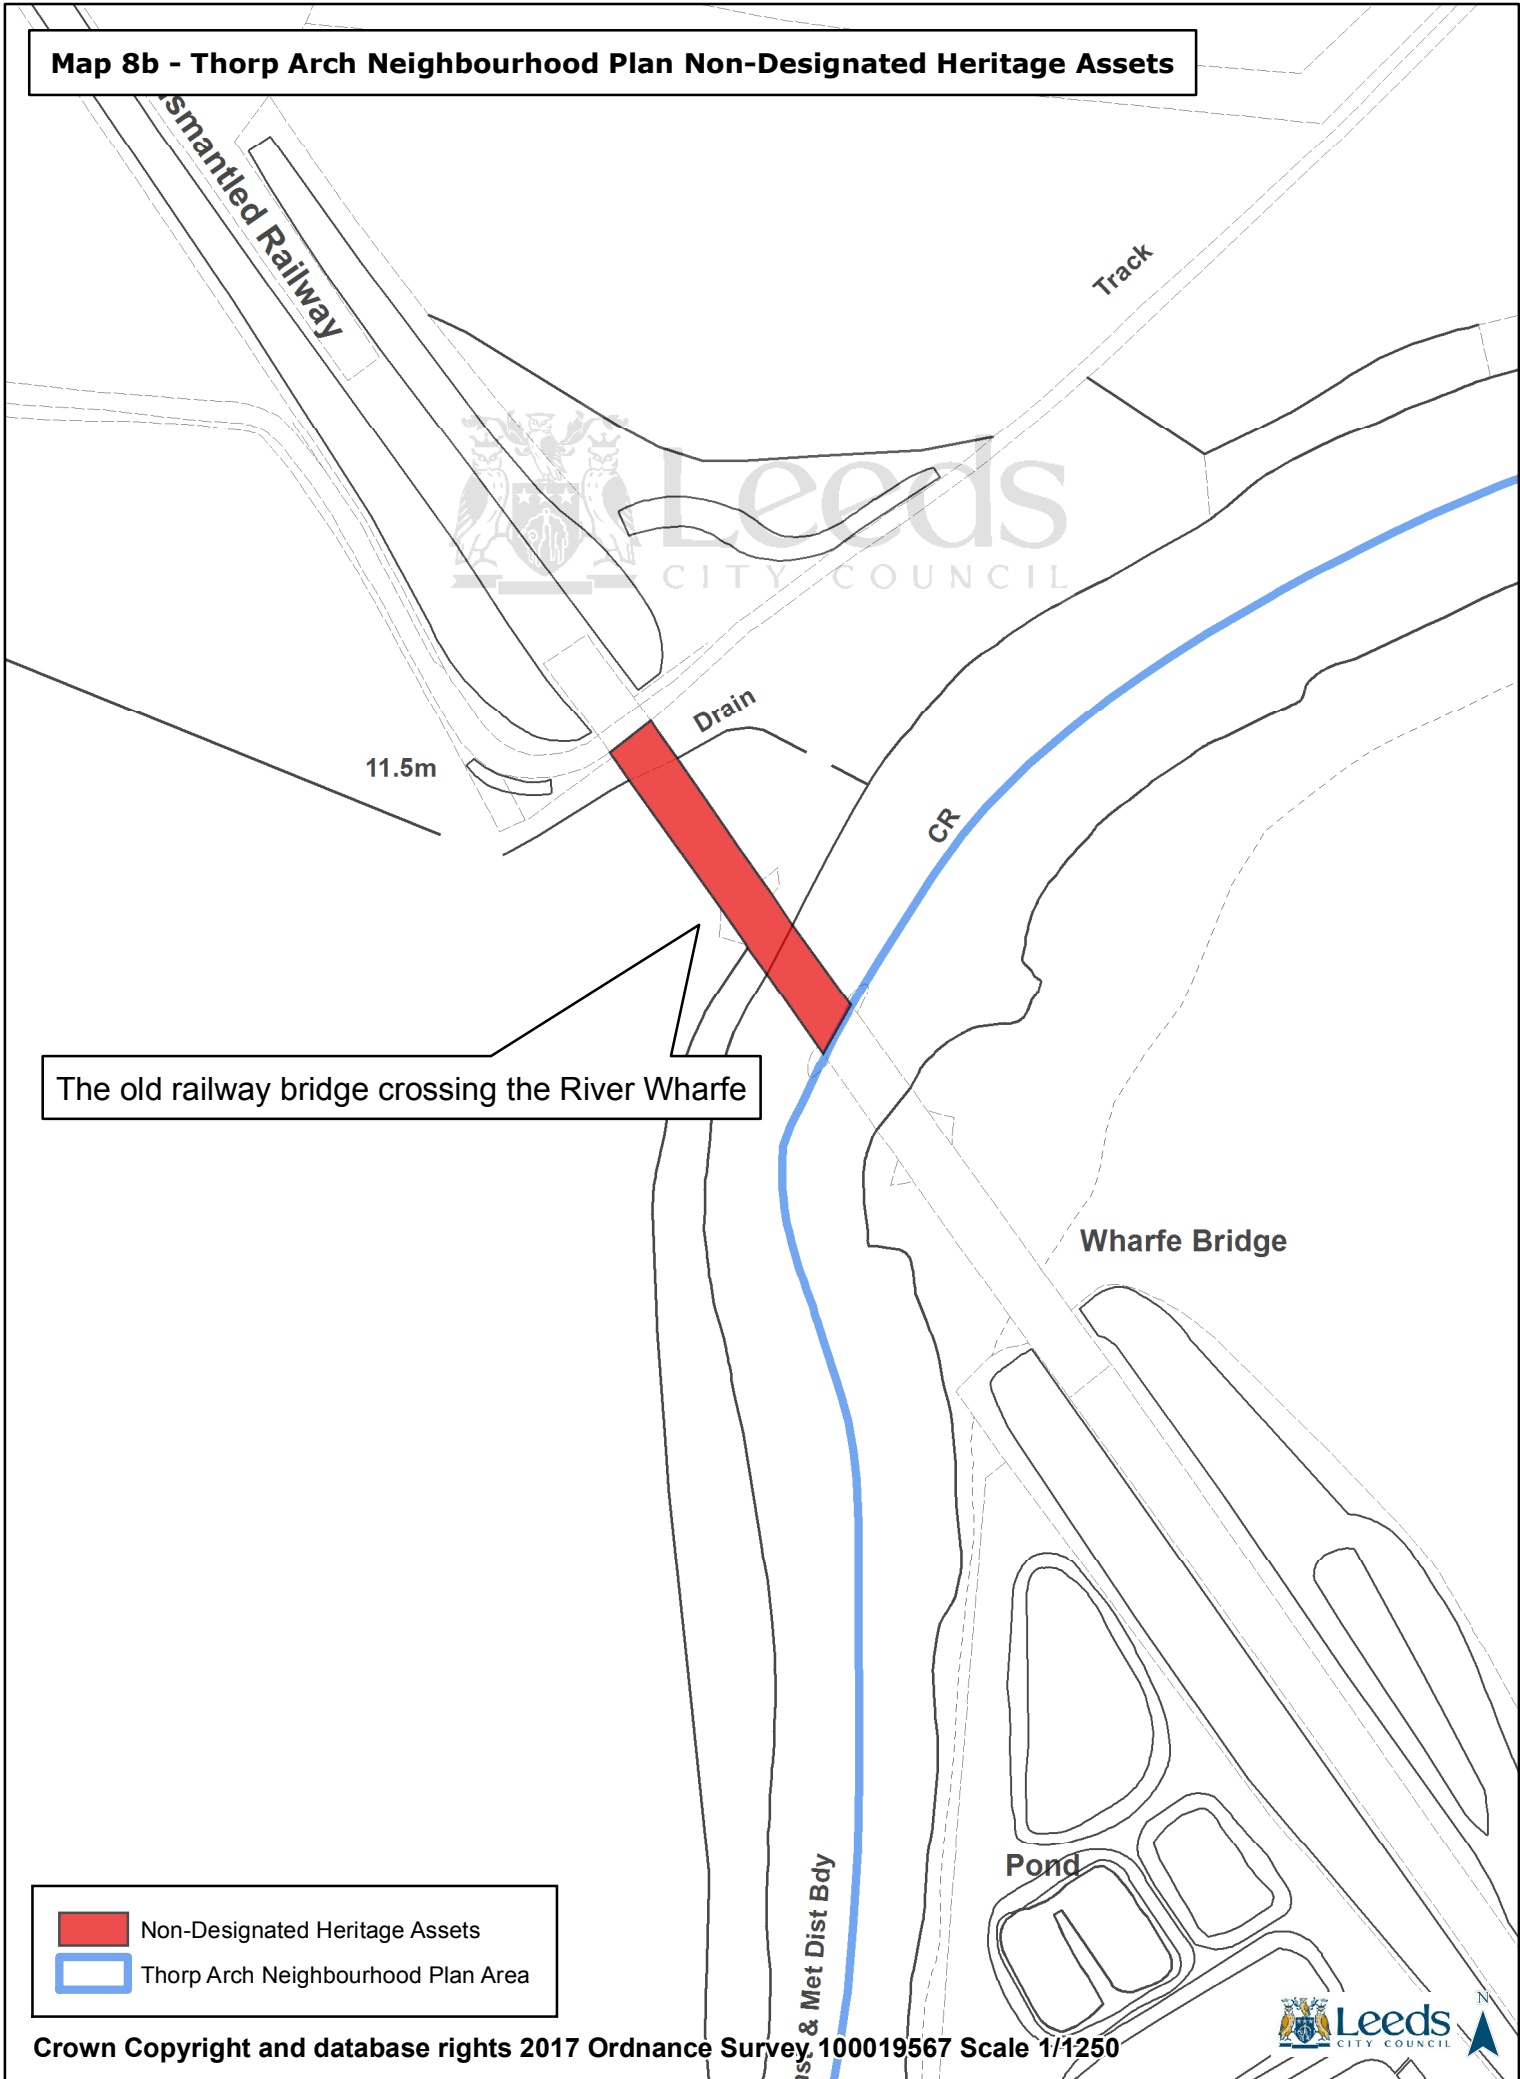 Map 8b - Thorp Arch Neighbourhood Plan Non-Designated Heritage Assets
Railway
Track
Leeds
CITY COUNCIL
Drain
11.5m
CR
The old railway bridge crossing the River Wharfe
Wharfe Bridge
Pond
& Met Dist Bdy
Non-Designated Heritage Assets
Thorp Arch Neighbourhood Plan Area
Leeds
CITY COUNCIL
N
Crown Copyright and database rights 2017 Ordnance Survey 100019567 Scale 1/1250